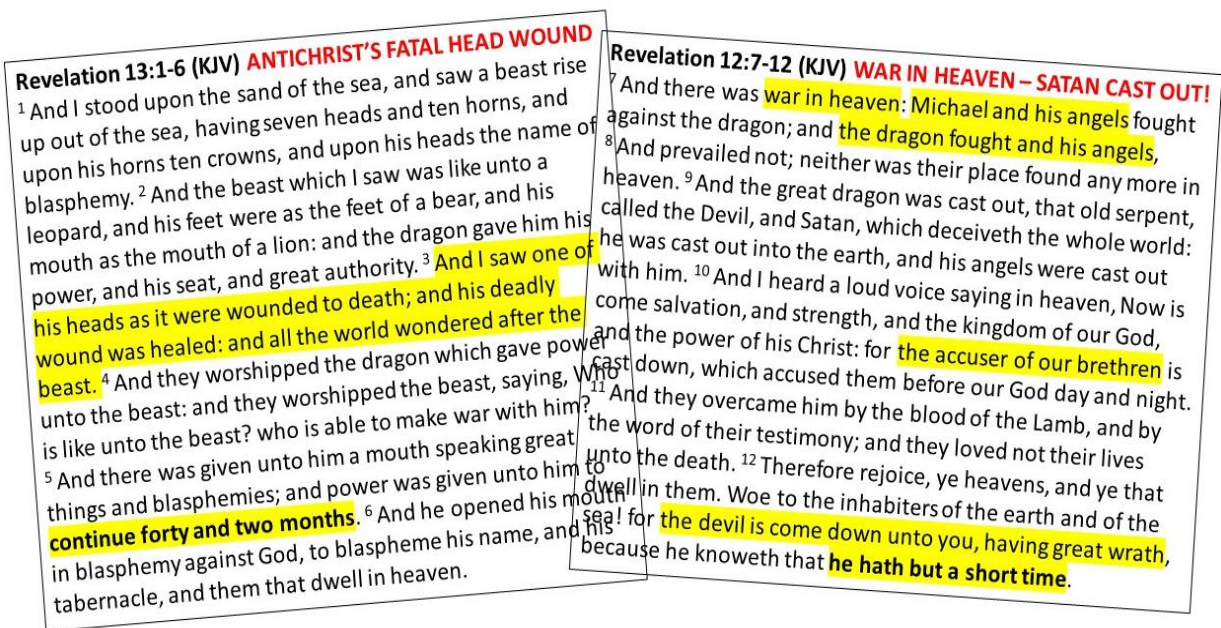 Revelation 13:1-6 (KJV) ANTICHRIST'S FATAL HEAD WOUND
1 And I stood upon the sand of the sea, and saw a beast rise
up out of the sea, having seven heads and ten horns, and
upon his horns ten crowns, and upon his heads the name of
blasphemy. 2 And the beast which I saw was like unto a
leopard, and his feet were as the feet of a bear, and his
mouth as the mouth of a lion: and the dragon gave him his
power, and his seat, and great authority. 3 And I saw one of
his heads as it were wounded to death; and his deadly
wound was healed: and all the world wondered after the
beast. 4 And they worshipped the dragon which gave power
unto the beast: and they worshipped the beast, saying, Who
is like unto the beast? who is able to make war with him?
5 And there was given unto him a mouth speaking great
things and blasphemies; and power was given unto him to
continue forty and two months. 6 And he opened his mouth
in blasphemy against God, to blaspheme his name, and his
tabernacle, and them that dwell in heaven.
Revelation 12:7-12 (KJV) WAR IN HEAVEN – SATAN CAST OUT!
7 And there was war in heaven: Michael and his angels fought
against the dragon; and the dragon fought and his angels,
8 And prevailed not; neither was their place found any more in
heaven. 9 And the great dragon was cast out, that old serpent,
called the Devil, and Satan, which deceiveth the whole world:
he was cast out into the earth, and his angels were cast out
with him. 10 And I heard a loud voice saying in heaven, Now is
come salvation, and strength, and the kingdom of our God,
and the power of his Christ: for the accuser of our brethren is
cast down, which accused them before our God day and night.
11 And they overcame him by the blood of the Lamb, and by
the word of their testimony; and they loved not their lives
unto the death. 12 Therefore rejoice, ye heavens, and ye that
dwell in them. Woe to the inhabiters of the earth and of the
sea! for the devil is come down unto you, having great wrath,
because he knoweth that he hath but a short time.